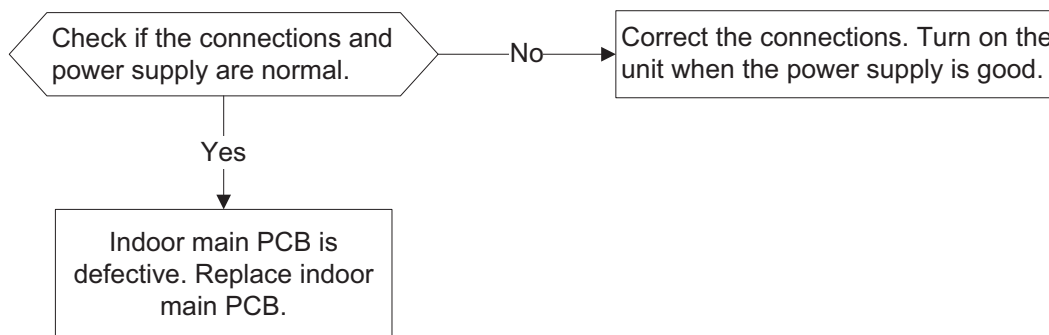 Check if the connections and
power supply are normal.
No
Correct the connections. Turn on the
unit when the power supply is good.
Yes
Indoor main PCB is
defective. Replace indoor
main PCB.